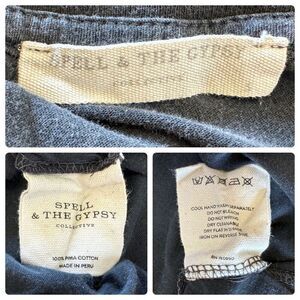 SPELL & THE GYPSY
COLLECTIVE
SPELL
& THE GYPSY
COLLECTIVE
100% PIMA COTTON
MADE IN PERU
COOL HAND WASH SEPARATELY
DO NOT BLEACH
DO NOT WRING
DRY CLEANABLE
DRY FLAT IN SHADE
IRON ON REVERSE SIDE